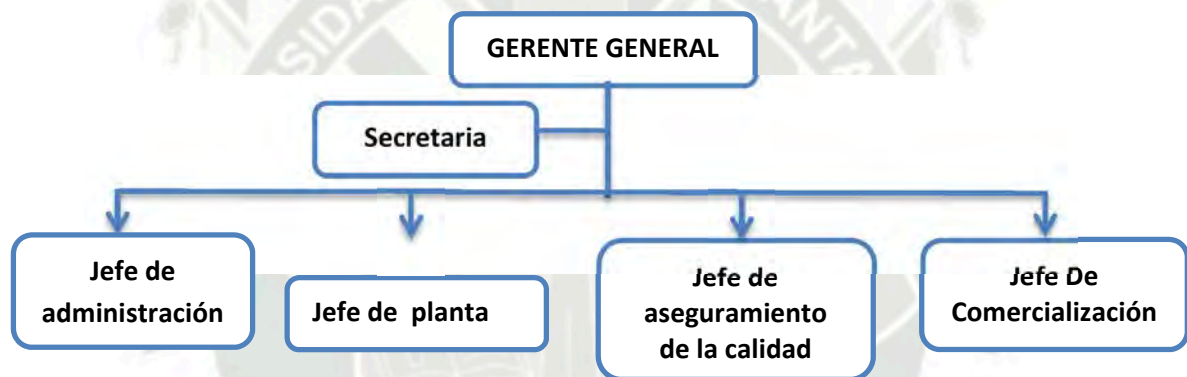 GERENTE GENERAL
Secretaria
Jefe de
administración
Jefe de planta
Jefe de
aseguramiento
de la calidad
Jefe De
Comercialización